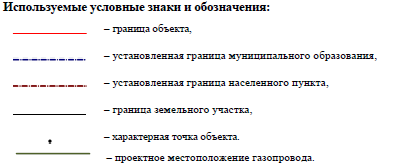 Используемые условные знаки и обозначения:
– граница объекта,
– установленная граница муниципального образования,
– установленная граница населенного пункта,
– граница земельного участка,
– характерная точка объекта.
– проектное местоположение газопровода.